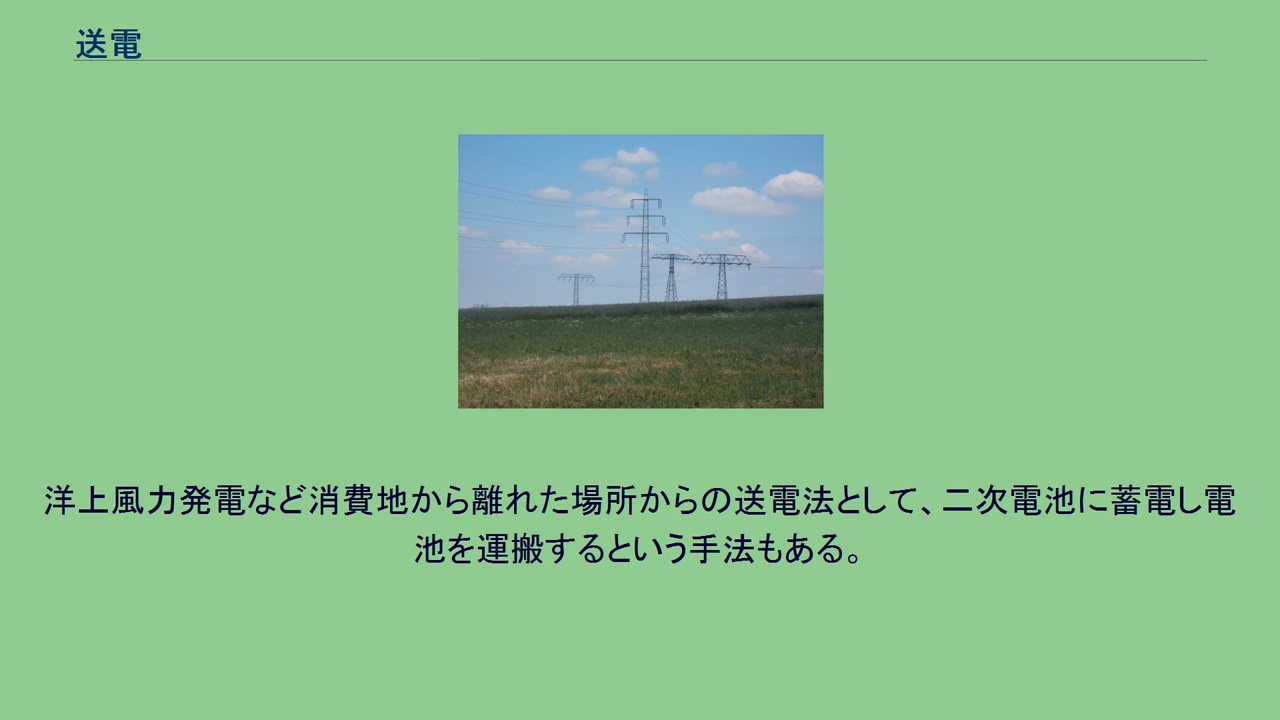 送電
洋上風力発電など消費地から離れた場所からの送電法として、二次電池に蓄電し電
池を運搬するという手法もある。